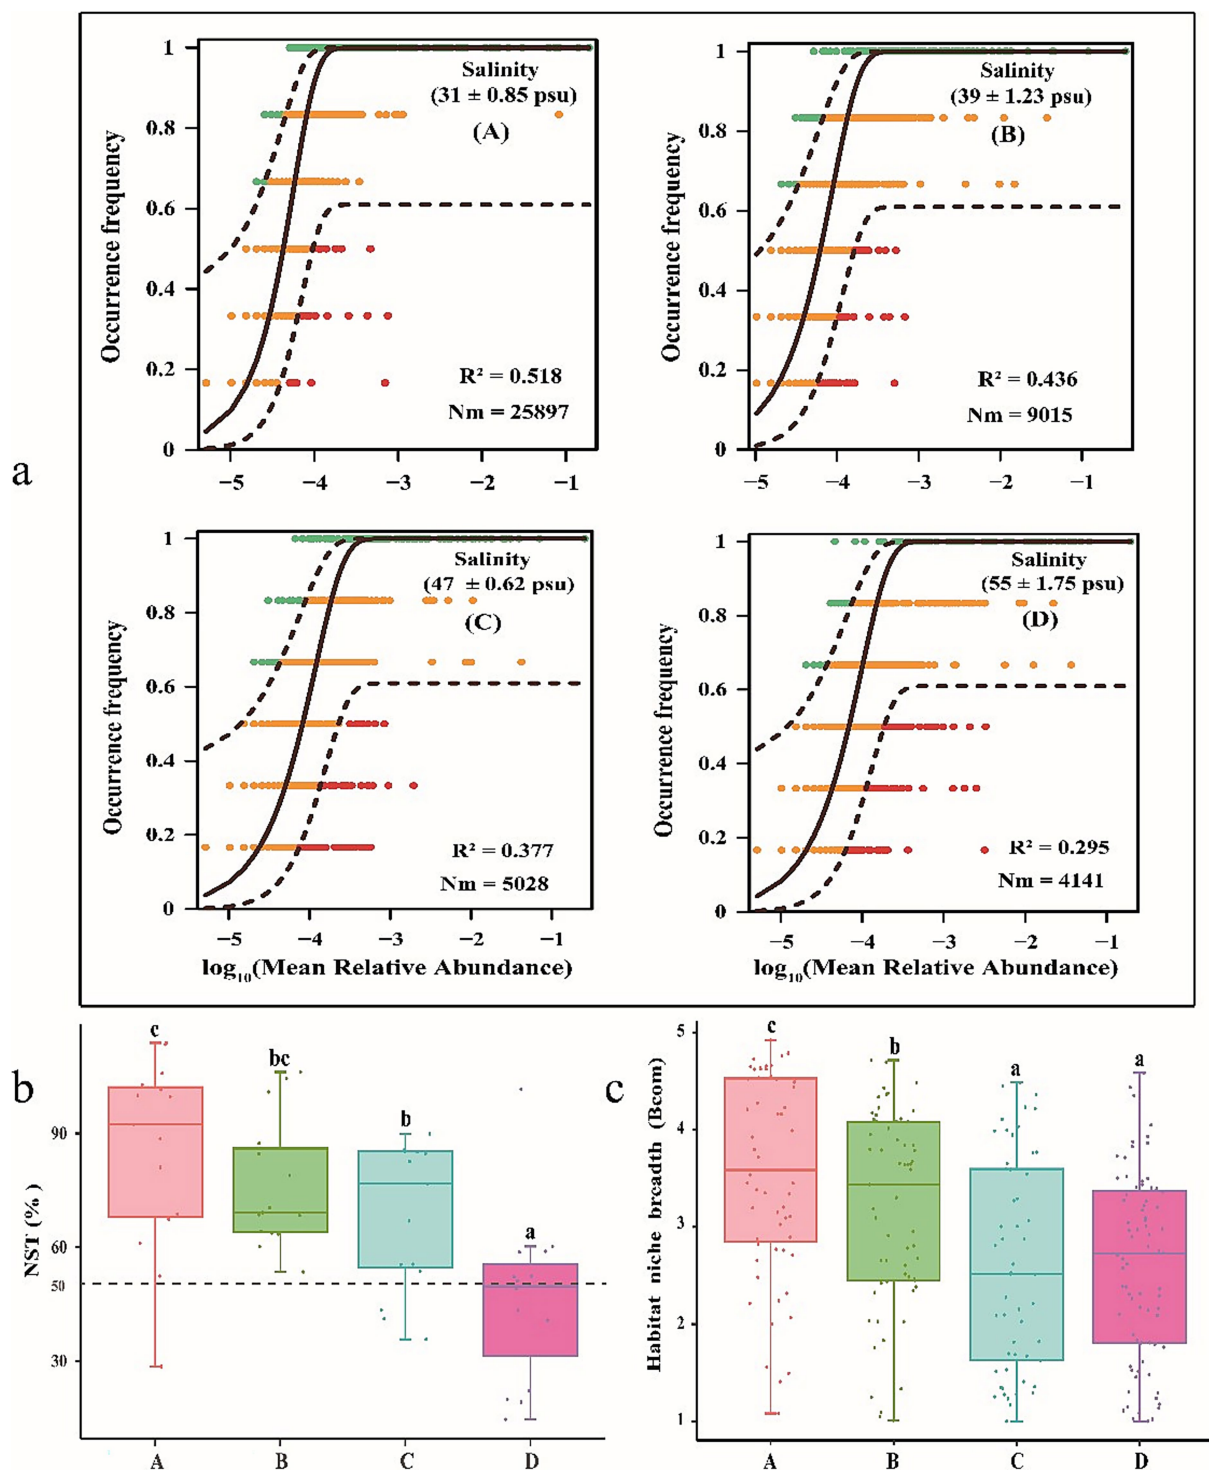 a
Occurrence frequency
1
0.8
0.6
0.4
0.2
0
Salinity
(31 ± 0.85 psu)
(A)
R² = 0.518
Nm = 25897
−5 −4 −3 −2 −1
Occurrence frequency
1
0.8
0.6
0.4
0.2
0
Salinity
(39 ± 1.23 psu)
(B)
R² = 0.436
Nm = 9015
−5 −4 −3 −2 −1
Occurrence frequency
1
0.8
0.6
0.4
0.2
0
Salinity
(47 ± 0.62 psu)
(C)
R² = 0.377
Nm = 5028
−5 −4 −3 −2 −1
log₁₀(Mean Relative Abundance)
Occurrence frequency
1
0.8
0.6
0.4
0.2
0
Salinity
(55 ± 1.75 psu)
(D)
R² = 0.295
Nm = 4141
−5 −4 −3 −2 −1
log₁₀(Mean Relative Abundance)
b
NST (%)
90
60
50
30
c
bc
b
a
A B C D
c
Habitat niche breadth (Bcom)
5
4
3
2
1
c
b
a
a
A B C D